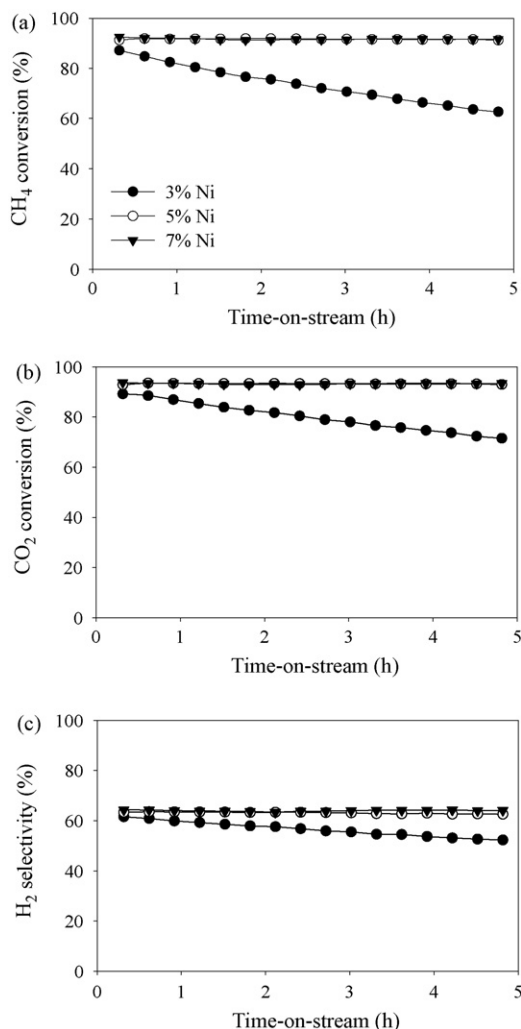 (a)
CH4 conversion (%)
100
80
60
40
20
0
3% Ni
5% Ni
7% Ni
0 1 2 3 4 5
Time-on-stream (h)
(b)
CO2 conversion (%)
100
80
60
40
20
0
0 1 2 3 4 5
Time-on-stream (h)
(c)
H2 selectivity (%)
100
80
60
40
20
0
0 1 2 3 4 5
Time-on-stream (h)